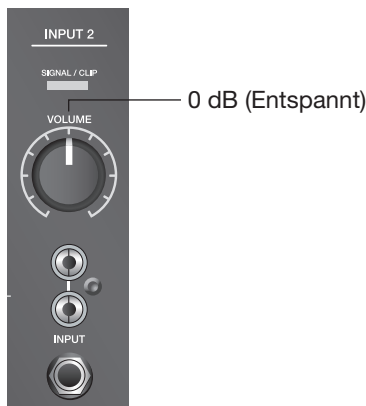 INPUT 2
SIGNAL / CLIP
0 dB (Entspannt)
VOLUME
INPUT